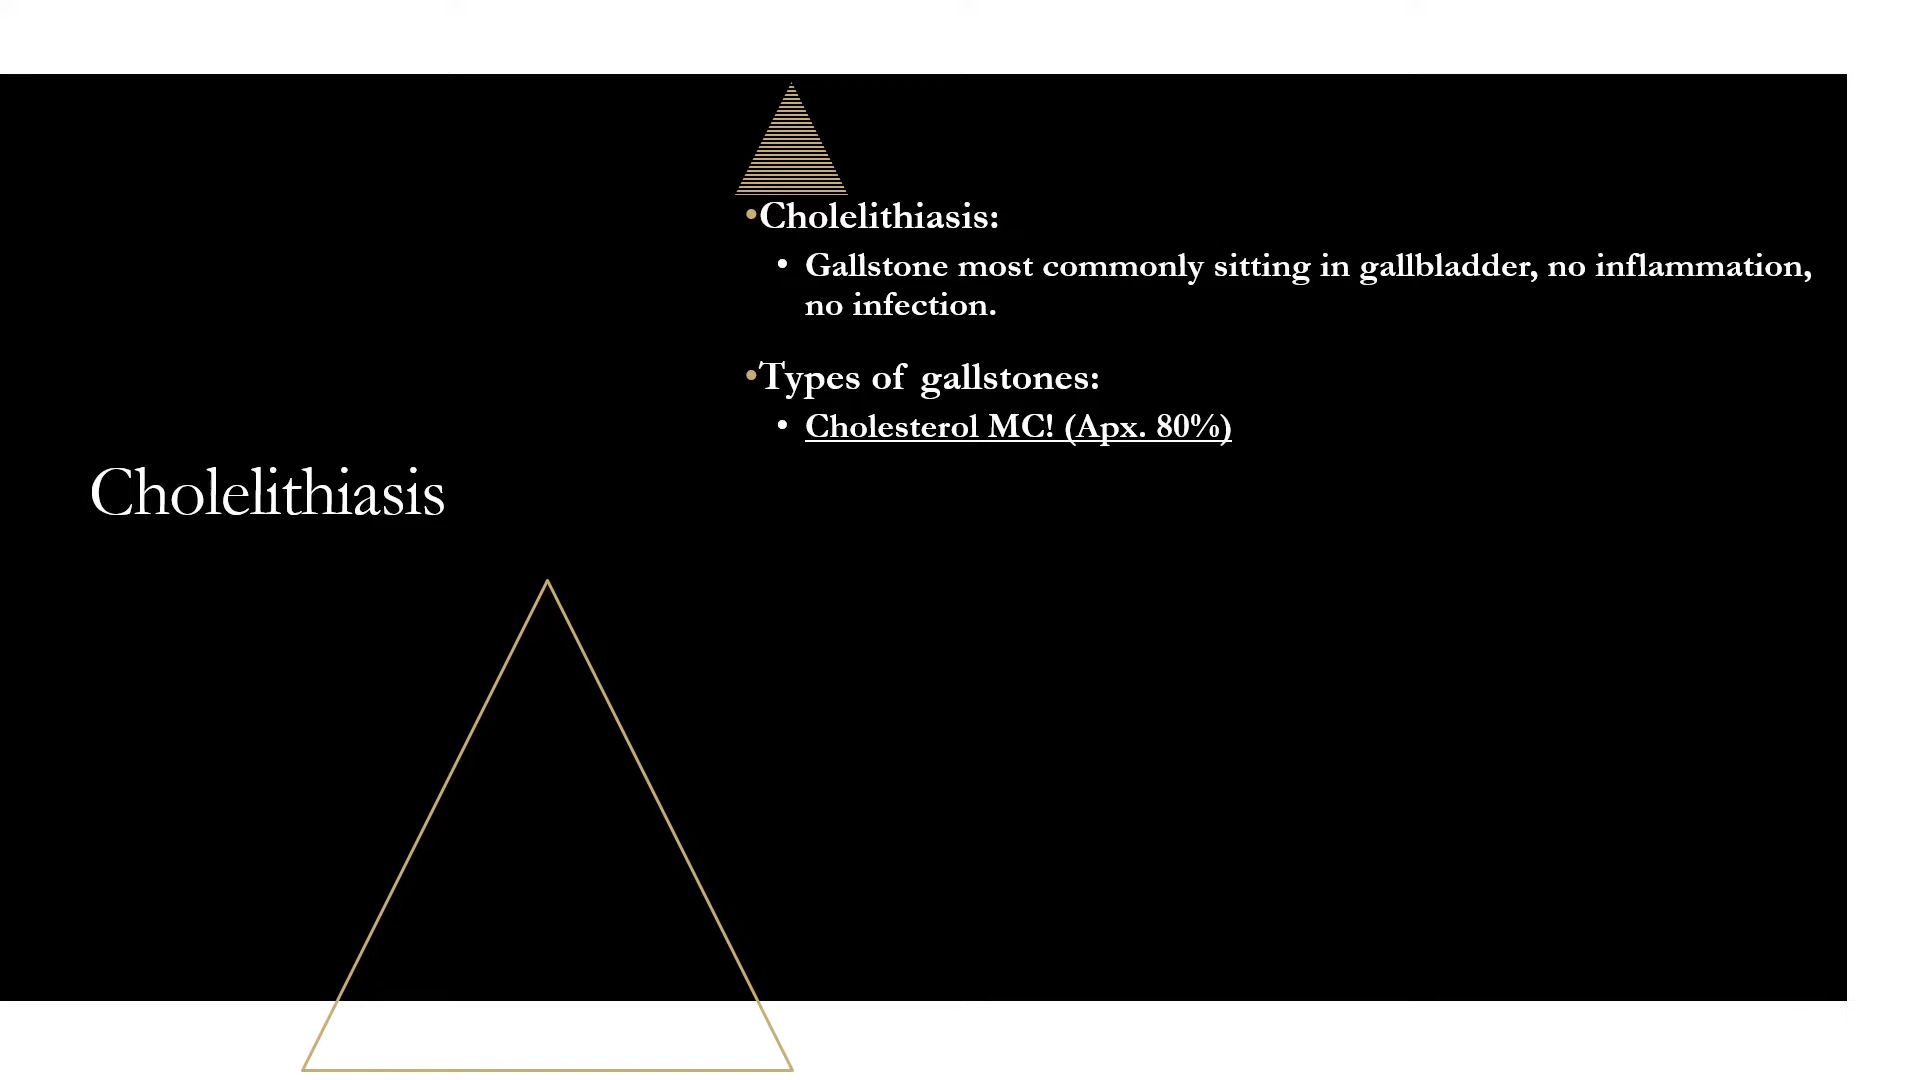 Cholelithiasis
•Cholelithiasis:
• Gallstone most commonly sitting in gallbladder, no inflammation,
no infection.
•Types of gallstones:
• Cholesterol MC! (Apx. 80%)